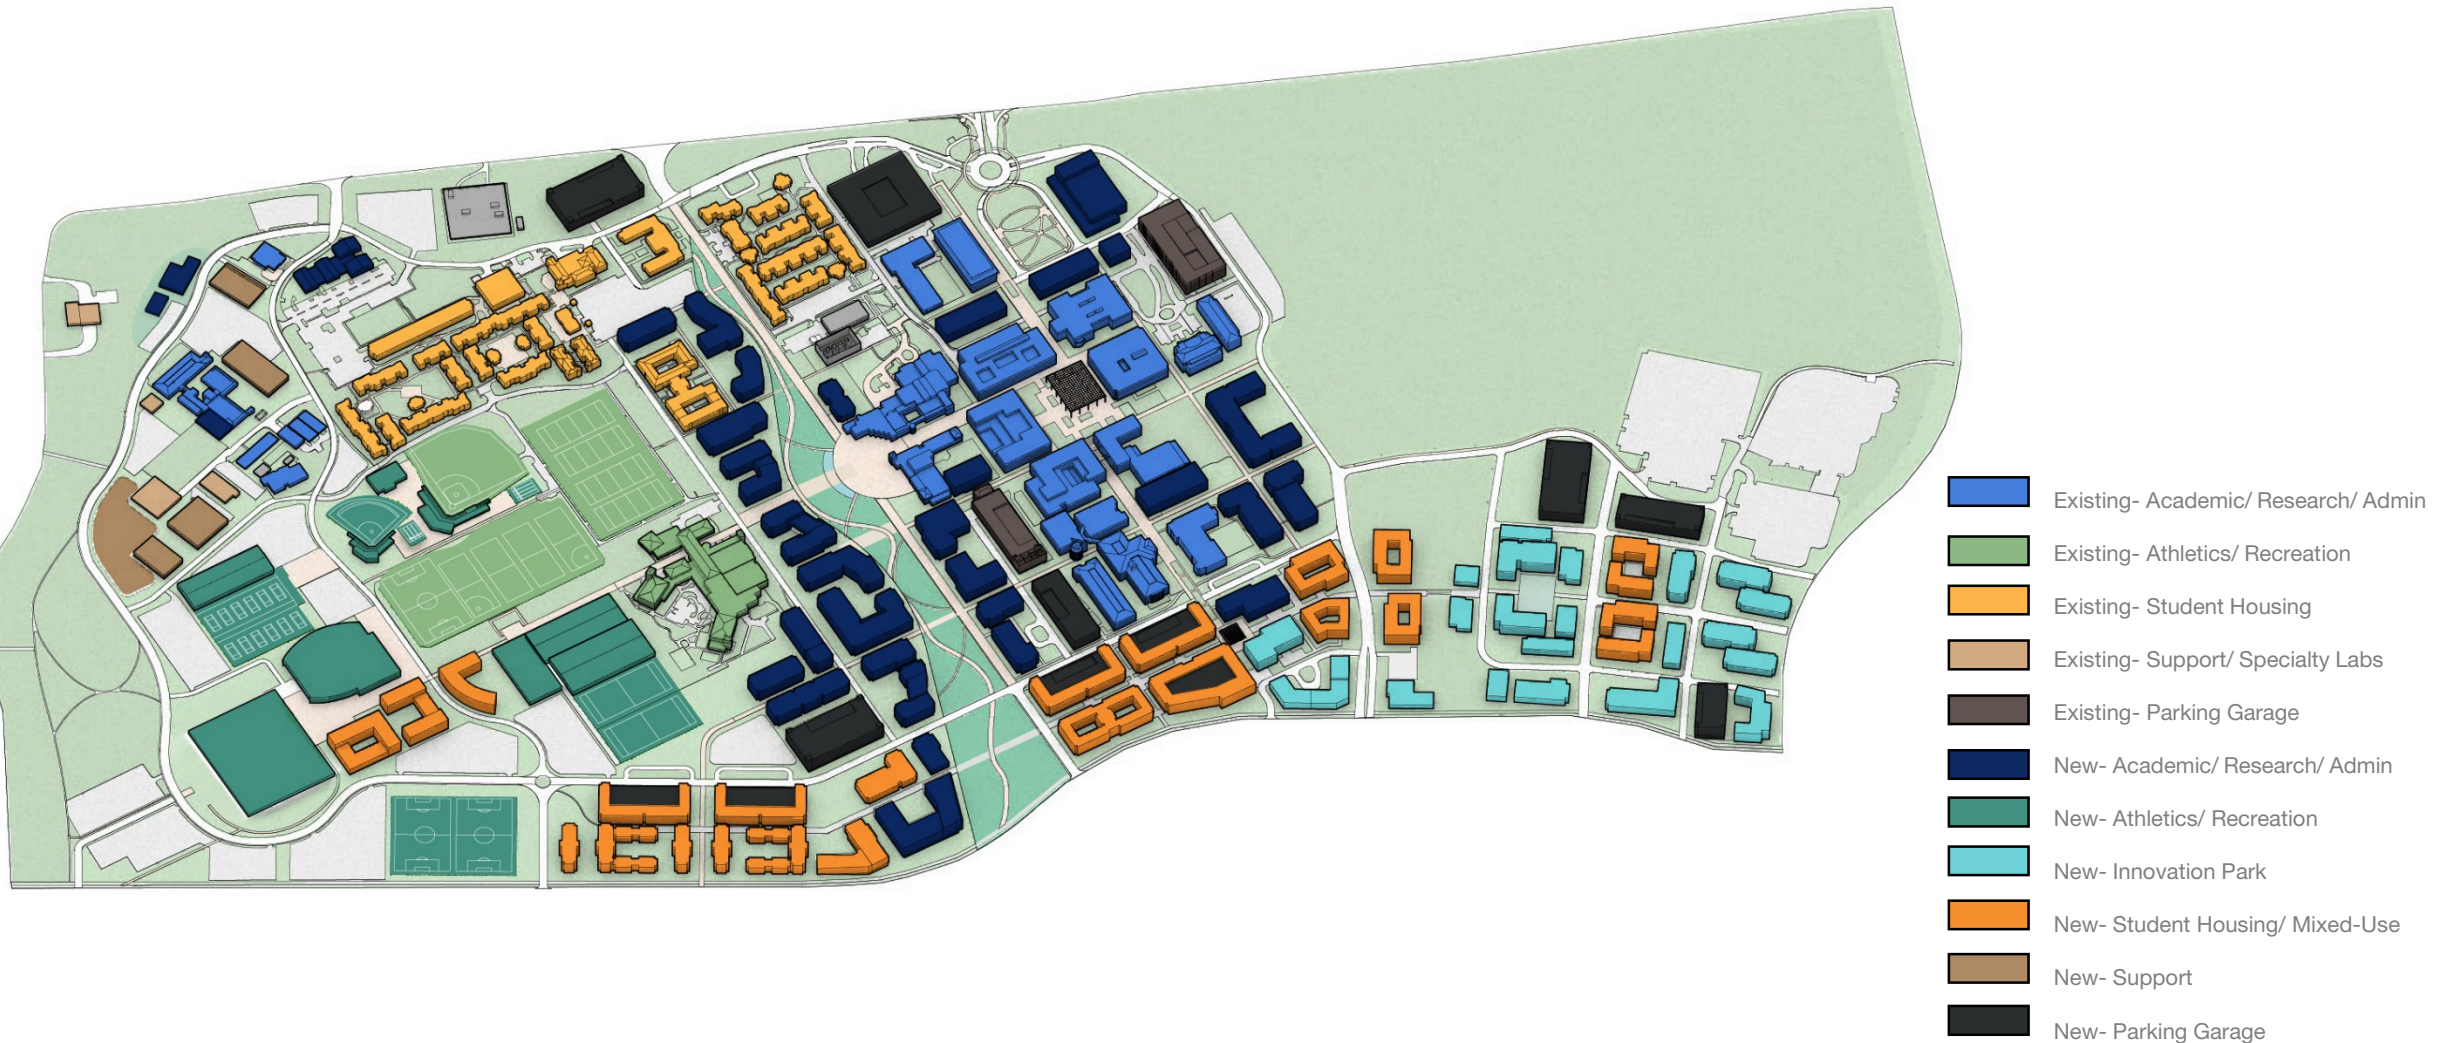 Existing- Academic/ Research/ Admin
Existing- Athletics/ Recreation
Existing- Student Housing
Existing- Support/ Specialty Labs
Existing- Parking Garage
New- Academic/ Research/ Admin
New- Athletics/ Recreation
New- Innovation Park
New- Student Housing/ Mixed-Use
New- Support
New- Parking Garage